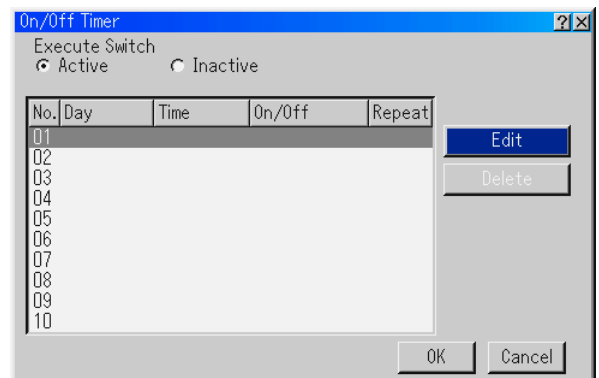 On/Off Timer ? ×
Execute Switch
Active Inactive
No. Day Time On/Off Repeat
01
Edit
02
03
Delete
04
05
06
07
08
09
10
OK Cancel